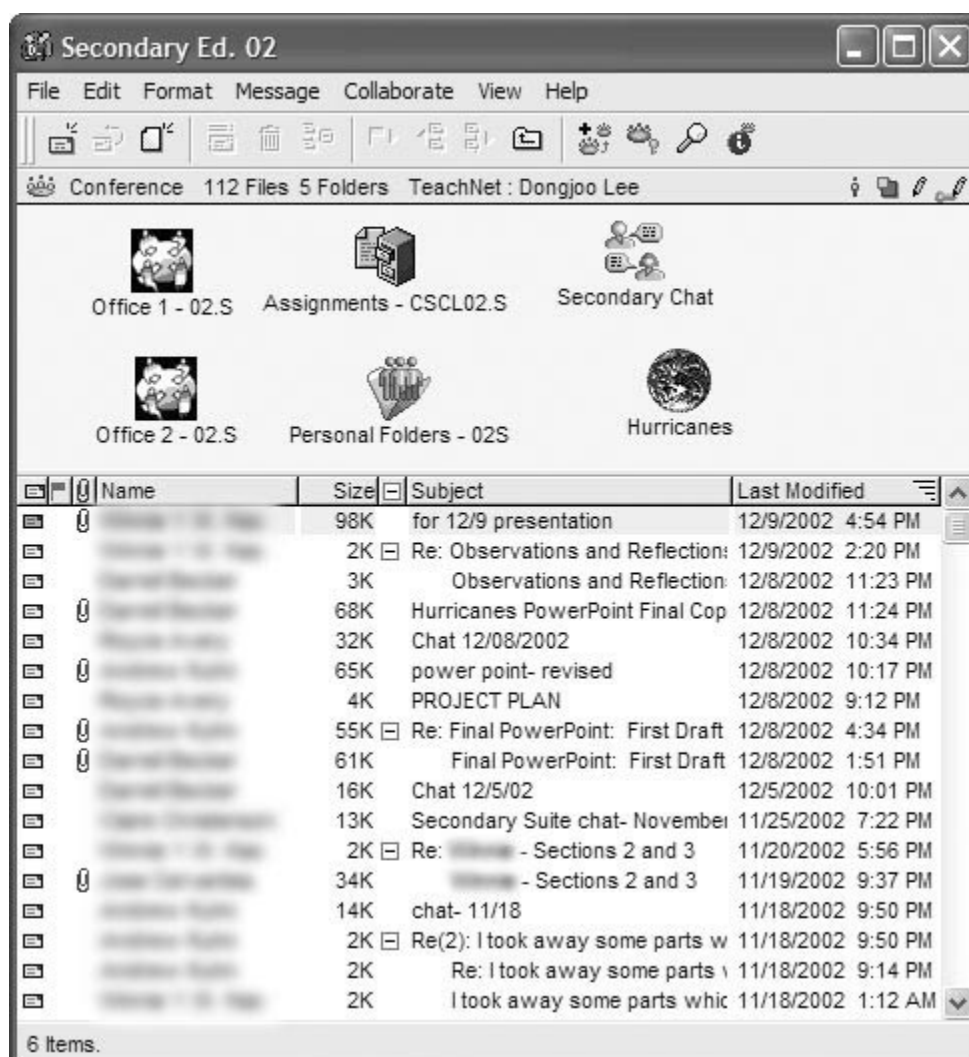 Secondary Ed. 02
File Edit Format Message Collaborate View Help
Conference 112 Files 5 Folders TeachNet : Dongjoo Lee
Office 1 - 02.S Assignments - CSCL02.S Secondary Chat
Office 2 - 02.S Personal Folders - 02S Hurricanes
Name Size Subject Last Modified
98K for 12/9 presentation 12/9/2002 4:54 PM
2K Re: Observations and Reflections 12/9/2002 2:20 PM
3K Observations and Reflection 12/8/2002 11:23 PM
68K Hurricanes PowerPoint Final Cop 12/8/2002 11:24 PM
32K Chat 12/08/2002 12/8/2002 10:34 PM
65K power point- revised 12/8/2002 10:17 PM
4K PROJECT PLAN 12/8/2002 9:12 PM
55K Re: Final PowerPoint: First Draft 12/8/2002 4:34 PM
61K Final PowerPoint: First Draft 12/8/2002 1:51 PM
16K Chat 12/5/02 12/5/2002 10:01 PM
13K Secondary Suite chat- November 11/25/2002 7:22 PM
2K Re: - Sections 2 and 3 11/20/2002 5:56 PM
34K - Sections 2 and 3 11/19/2002 9:37 PM
14K chat- 11/18 11/18/2002 9:50 PM
2K Re(2): I took away some parts w 11/18/2002 9:50 PM
2K Re: I took away some parts 11/18/2002 9:14 PM
2K I took away some parts whic 11/18/2002 1:12 AM
6 Items.